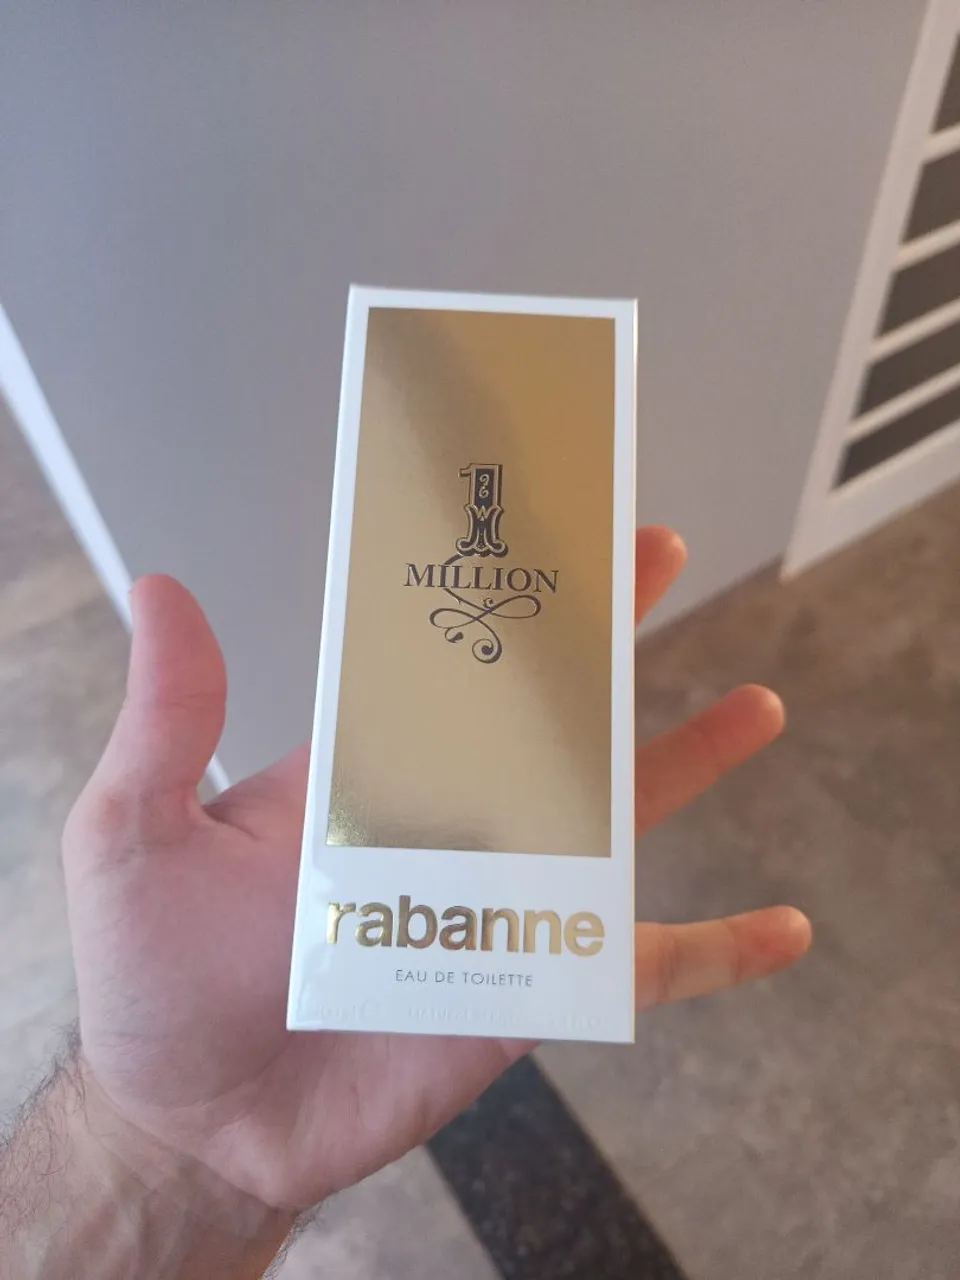 1
MILLION
rabanne
EAU DE TOILETTE